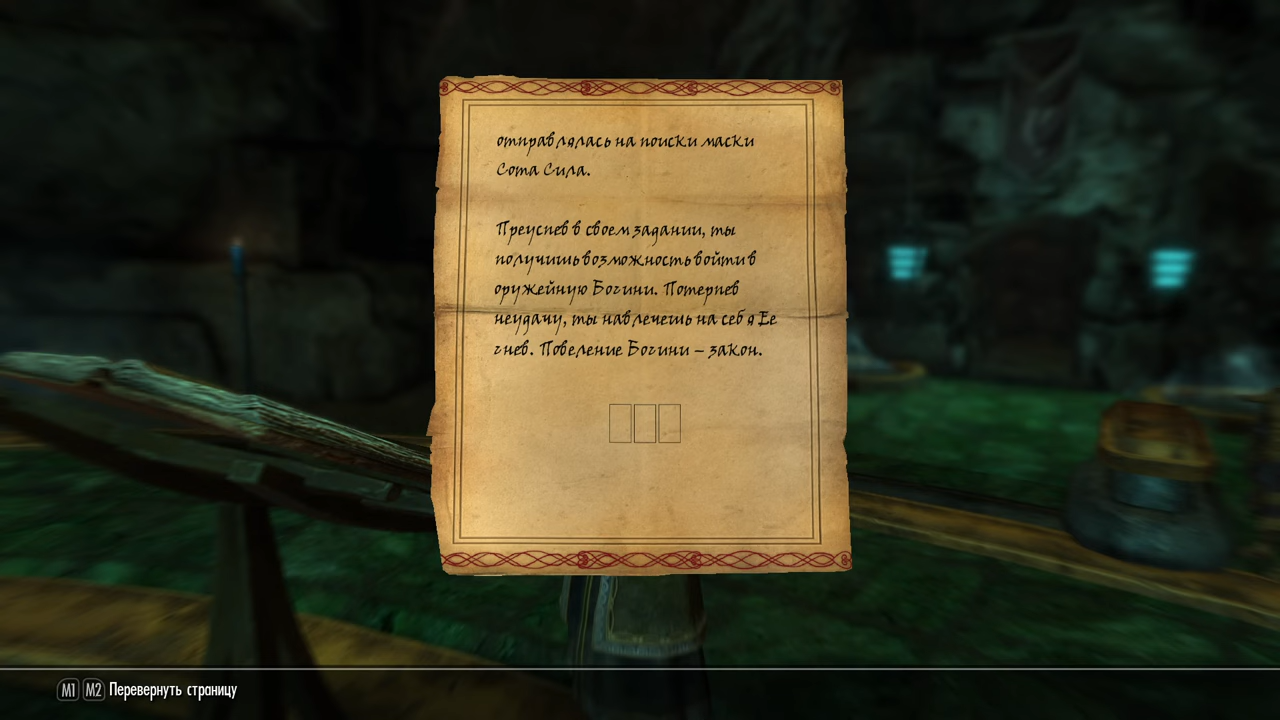 отправлялась на поиски маски
Сота Сила.
Преуспев в своем задании, ты
получишь возможность войти в
оружейную Богини. Потерпев
неудачу, ты навлечешь на себя Ее
гнев. Повеление Богини – закон.
M1 M2 Перевернуть страницу